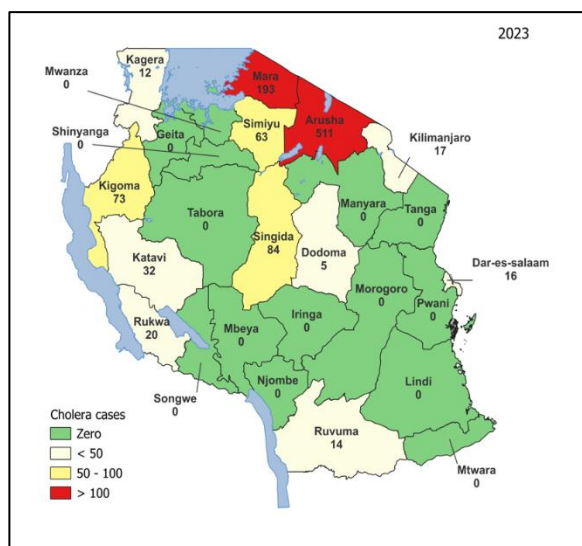 2023
Kagera
12
Mwanza
0
Mara
193
Shinyanga
0
Geita
0
Simiyu
63
Arusha
511
Kilimanjaro
17
Kigoma
73
Tabora
0
Manyara
0
Tanga
0
Singida
84
Dodoma
5
Katavi
32
Dar-es-salaam
16
Morogoro
0
Pwani
0
Rukwa
20
Mbeya
0
Iringa
0
Songwe
0
Njombe
0
Lindi
0
Ruvuma
14
Mtwara
0
Cholera cases
Zero
< 50
50 - 100
> 100